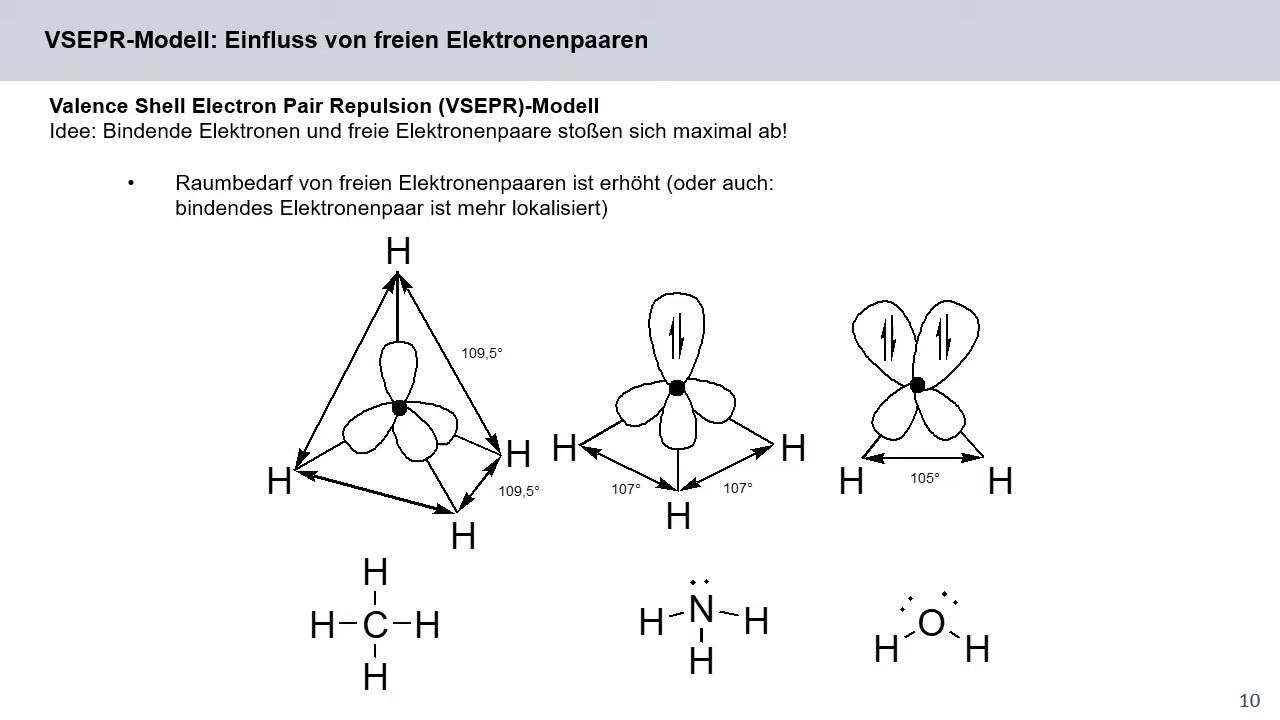 VSEPR-Modell: Einfluss von freien Elektronenpaaren
Valence Shell Electron Pair Repulsion (VSEPR)-Modell
Idee: Bindende Elektronen und freie Elektronenpaare stoßen sich maximal ab!
• Raumbedarf von freien Elektronenpaaren ist erhöht (oder auch:
bindendes Elektronenpaar ist mehr lokalisiert)
H
109,5°
H H H H
H
109,5° 107° 107° 105°
H H
H
H
H
H C H
H
H N H
H
O
H H
10